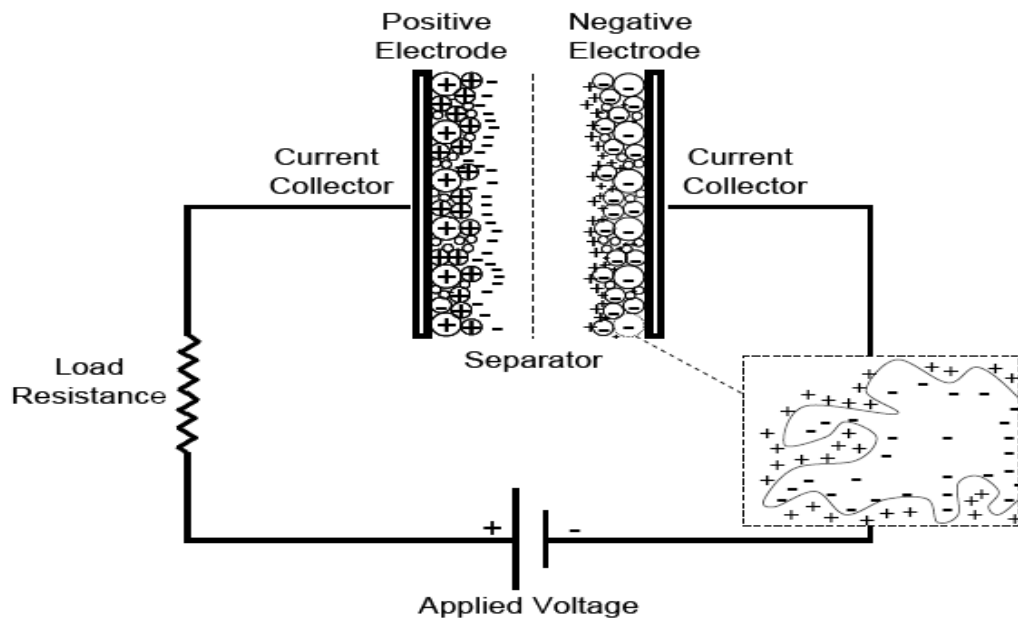 Positive
Electrode
Negative
Electrode
Current
Collector
Current
Collector
Separator
Load
Resistance
+
-
Applied Voltage